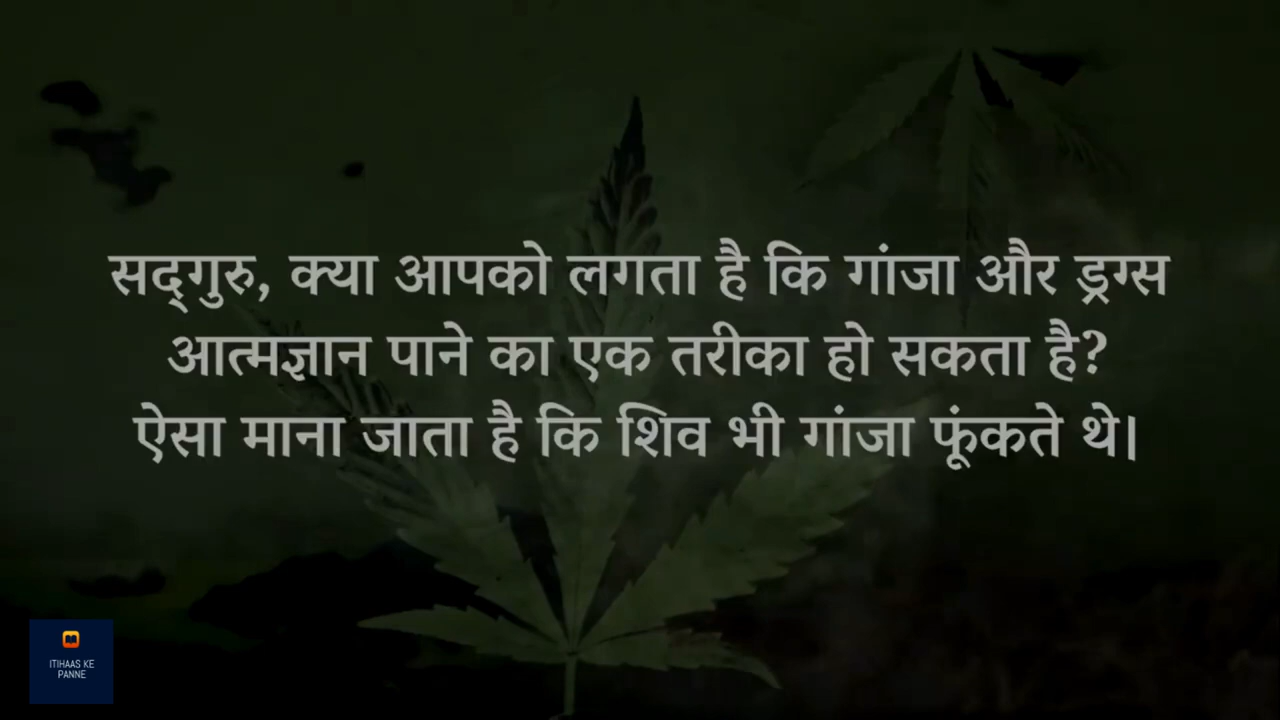 सद्गुरु, क्या आपको लगता है कि गांजा और ड्रग्स
आत्मज्ञान पाने का एक तरीका हो सकता है?
ऐसा माना जाता है कि शिव भी गांजा फूंकते थे।
ITIHAAS KE
PANNE